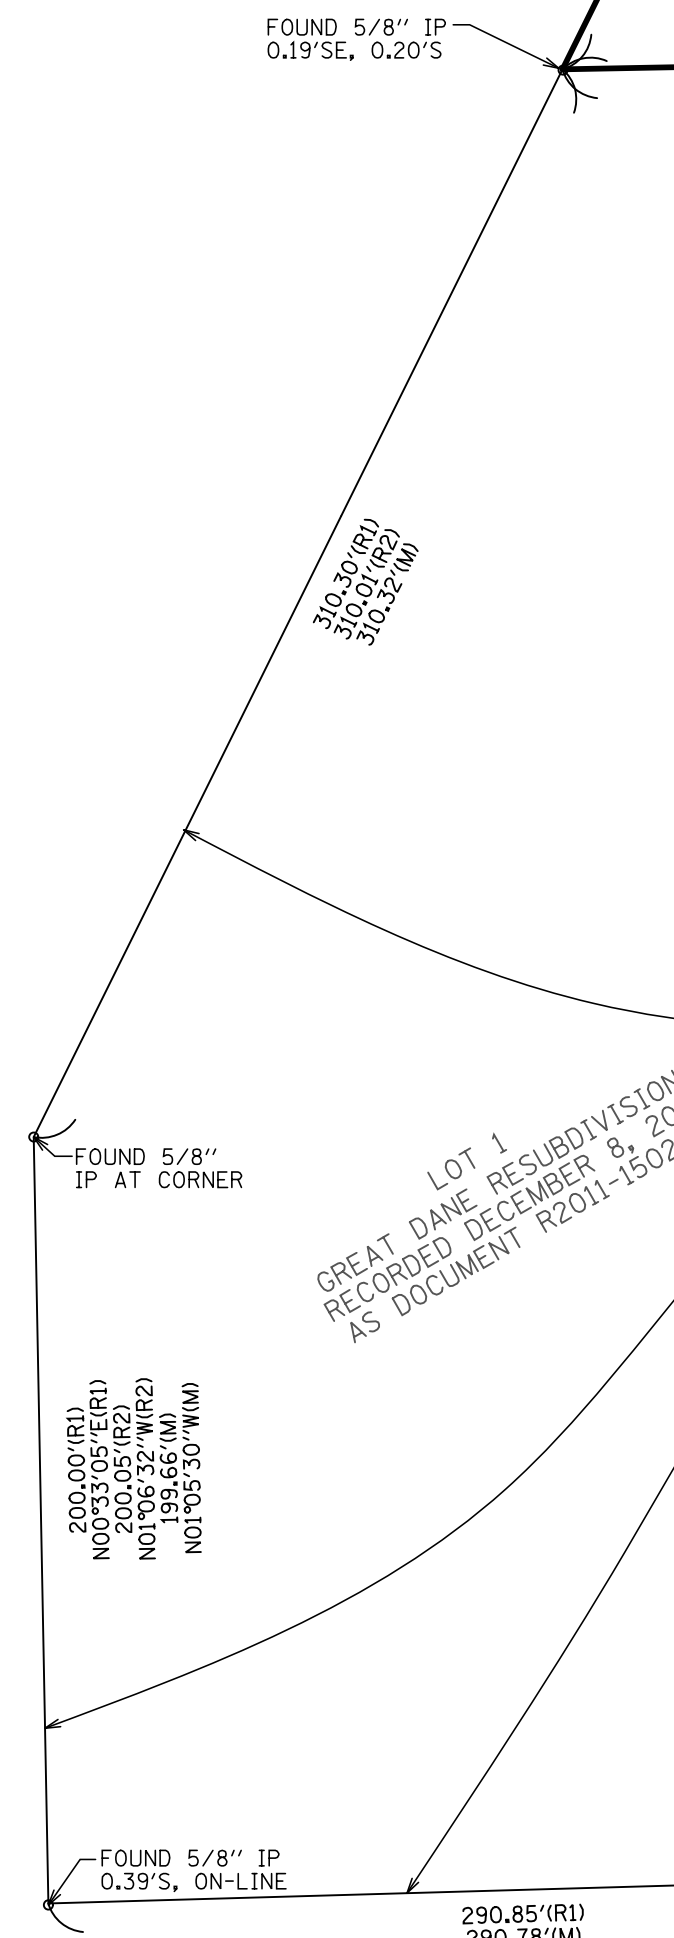 FOUND 5/8" IP
0.19'SE, 0.20'S
310.30'(R1)
310.01'(R2)
310.32'(M)
FOUND 5/8"
IP AT CORNER
LOT 1
GREAT DANE RESUBDIVISION
RECORDED DECEMBER 8, 20
AS DOCUMENT R2011-1502
200.00'(R1)
N00°33'05"E(R1)
200.05'(R2)
N01°06'32"W(R2)
199.66'(M)
N01°05'30"W(M)
FOUND 5/8" IP
0.39'S, ON-LINE
290.85'(R1)
290.78'(M)